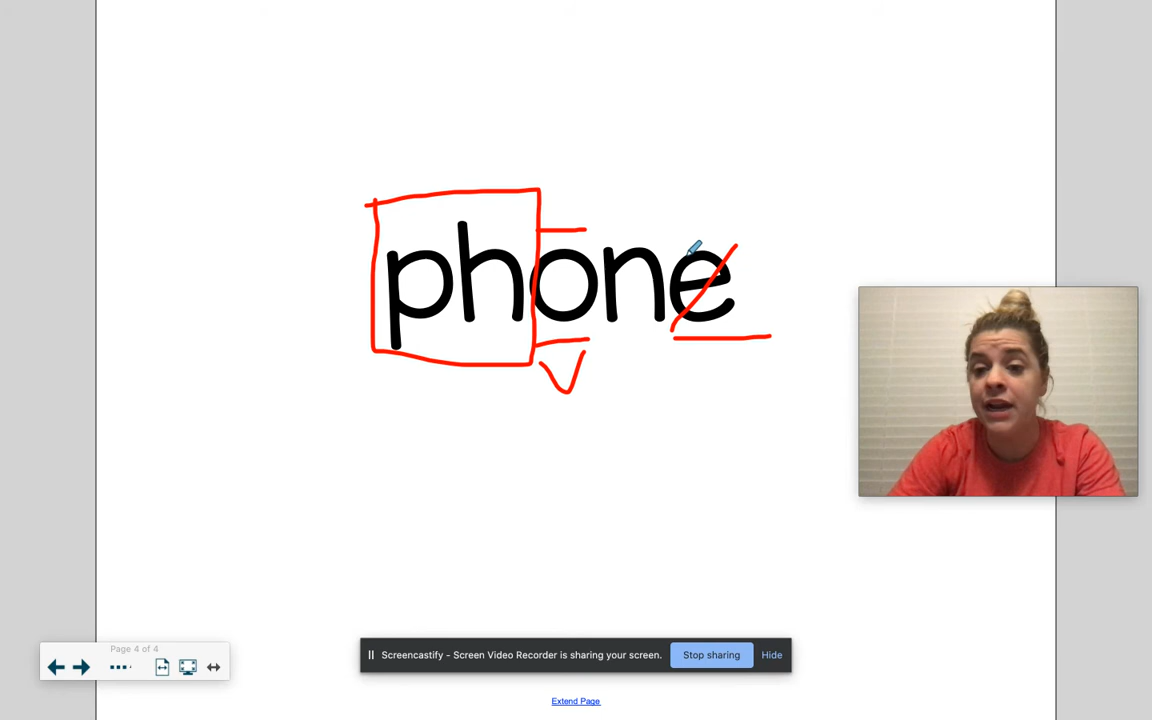 phone
V
Page 4 of 4
Screencastify - Screen Video Recorder is sharing your screen.
Stop sharing
Hide
Extend Page